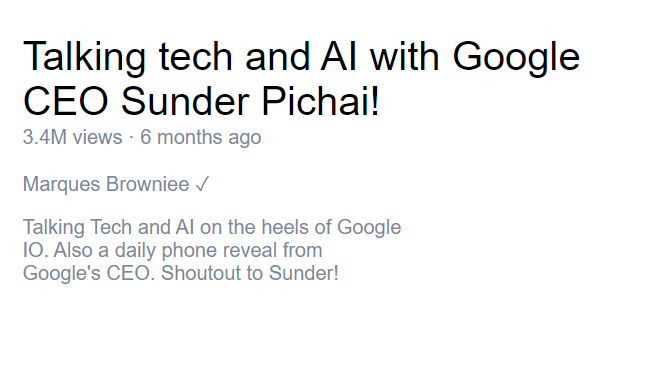 Talking tech and AI with Google
CEO Sunder Pichai!
3.4M views · 6 months ago
Marques Browniee ✓
Talking Tech and AI on the heels of Google
IO. Also a daily phone reveal from
Google's CEO. Shoutout to Sunder!